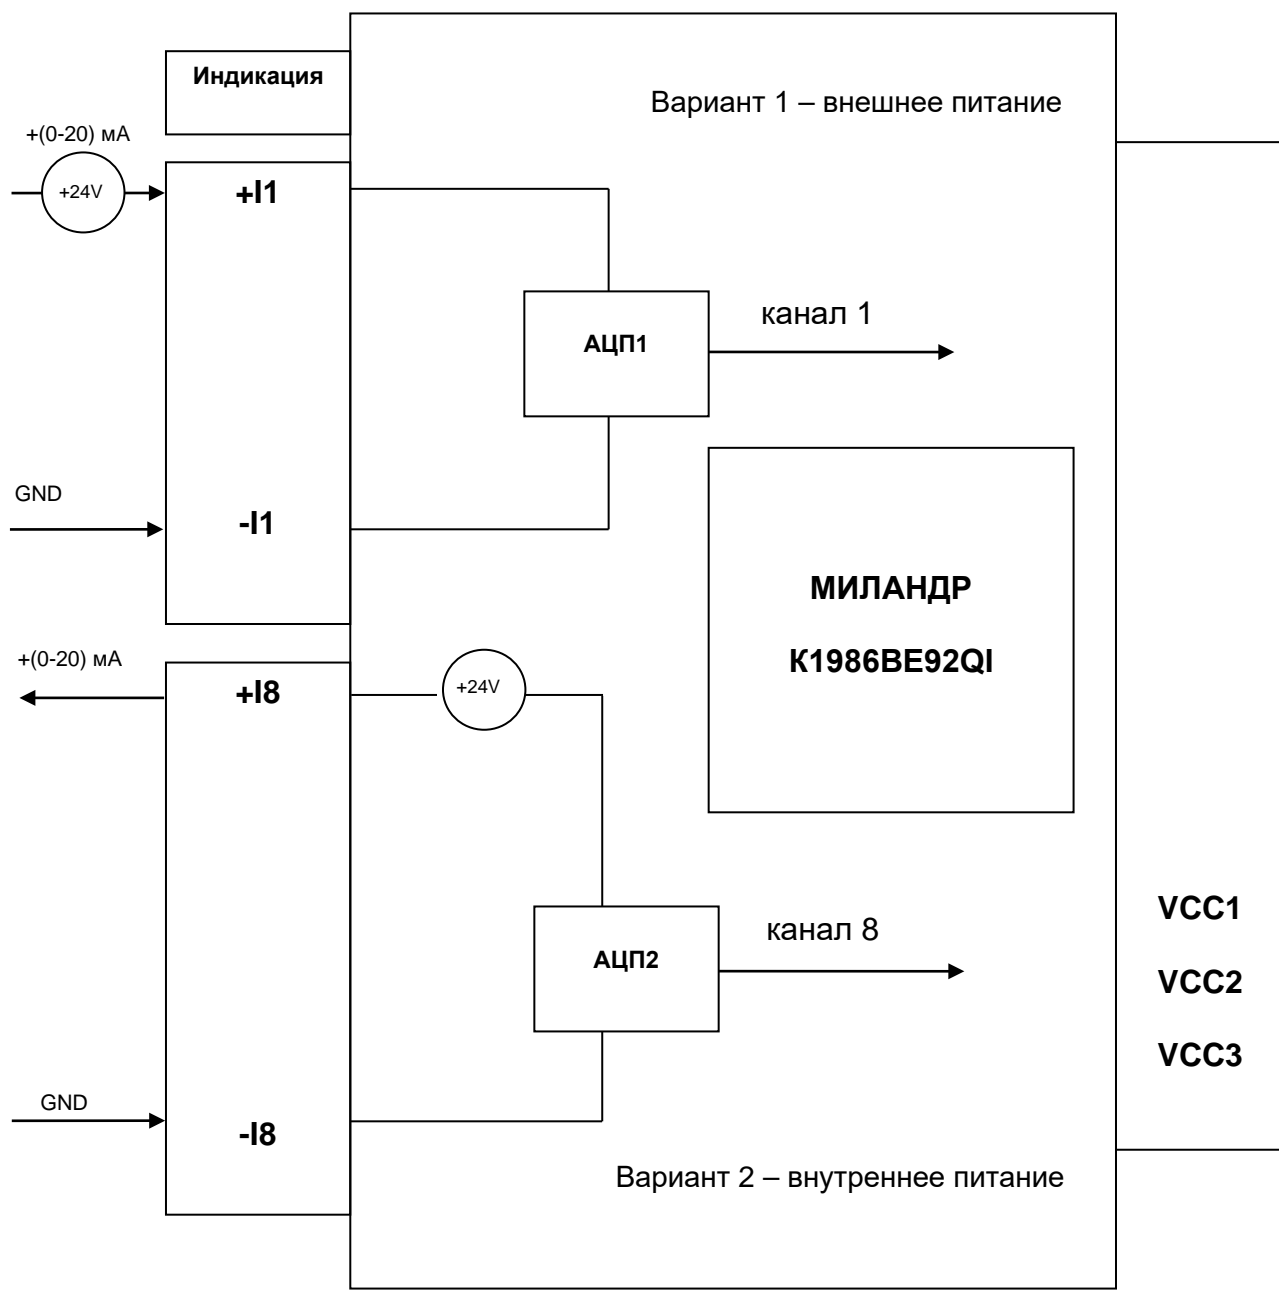 Индикация
Вариант 1 – внешнее питание
+(0-20) мА
+24V
+I1
канал 1
АЦП1
GND
-I1
МИЛАНДР
К1986ВЕ92QI
+(0-20) мА
+I8
+24V
VCC1
канал 8
АЦП2
VCC2
VCC3
GND
-I8
Вариант 2 – внутреннее питание